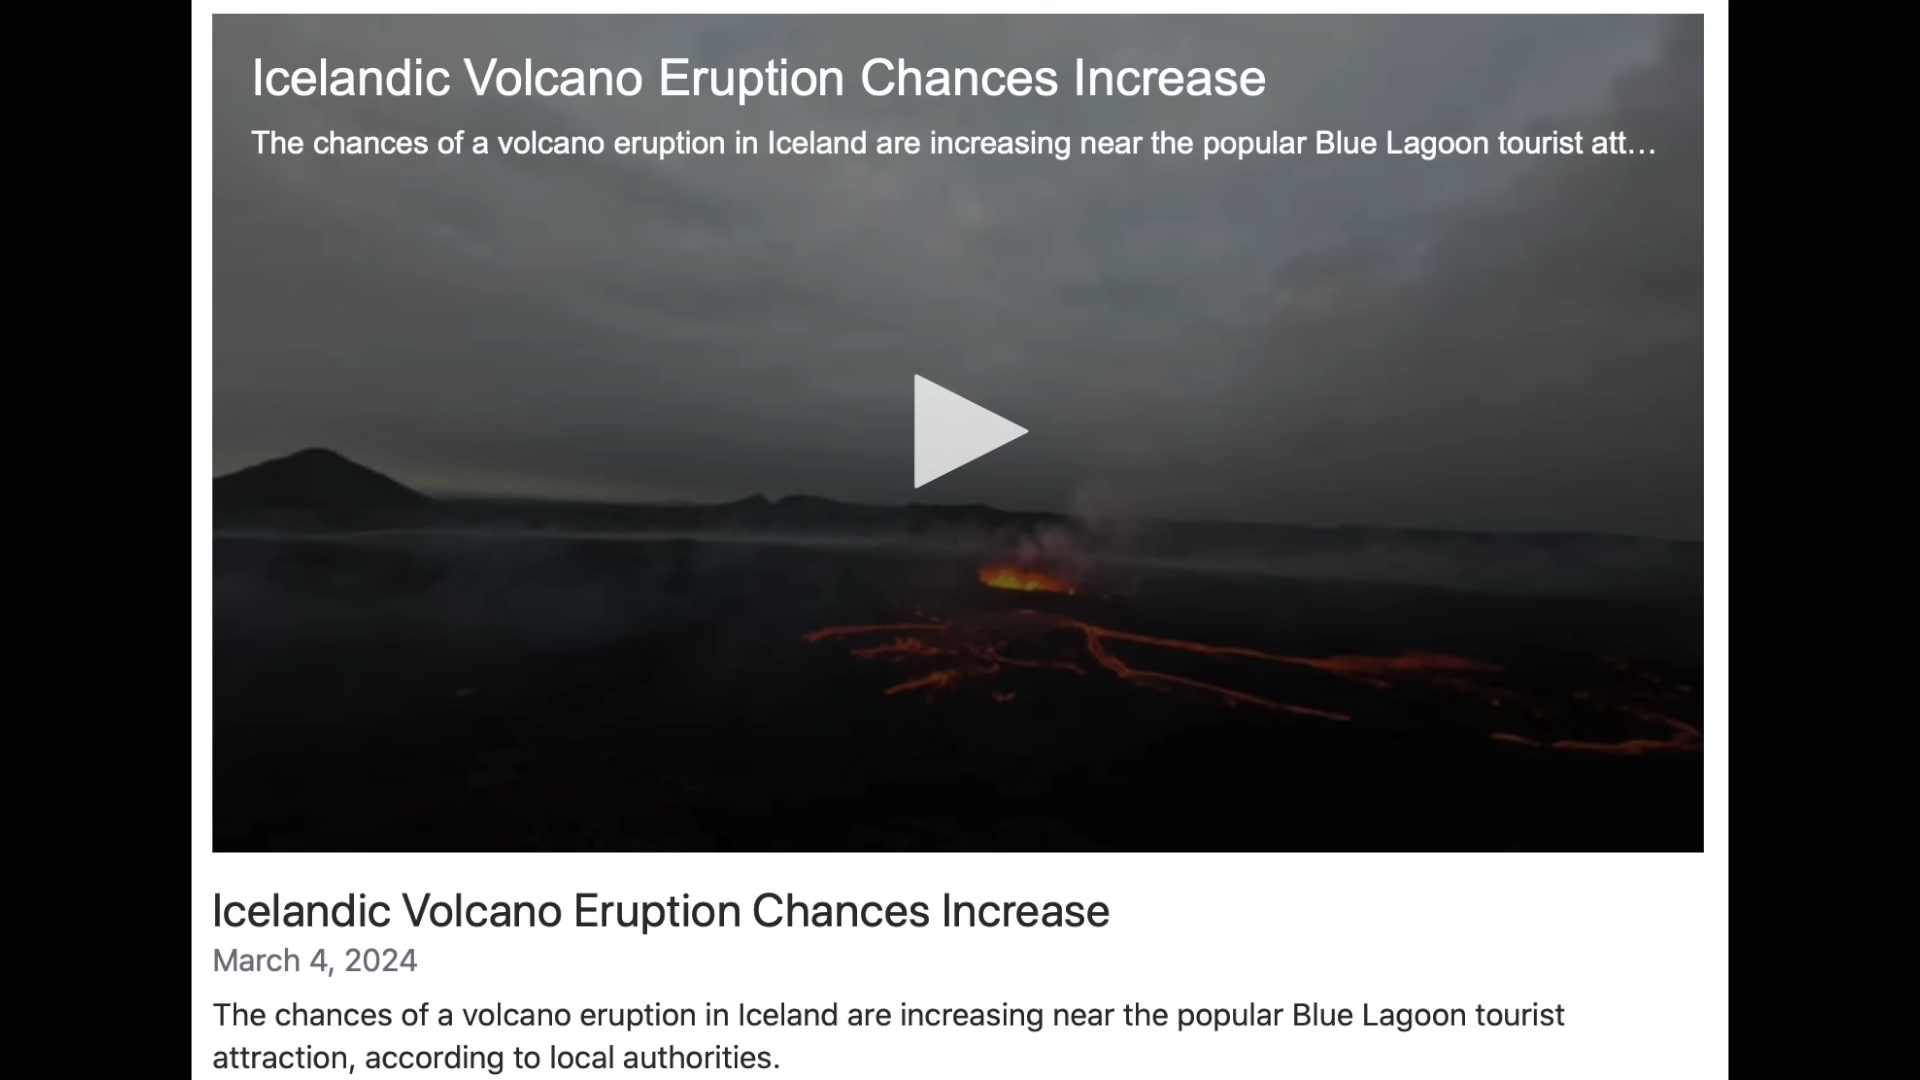 Icelandic Volcano Eruption Chances Increase
The chances of a volcano eruption in Iceland are increasing near the popular Blue Lagoon tourist att...
Icelandic Volcano Eruption Chances Increase
March 4, 2024
The chances of a volcano eruption in Iceland are increasing near the popular Blue Lagoon tourist
attraction, according to local authorities.